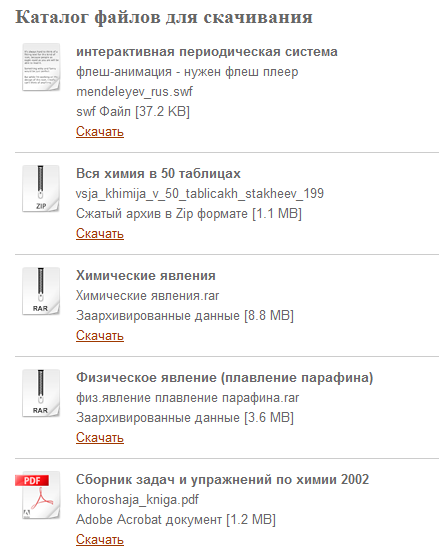 Каталог файлов для скачивания
интерактивная периодическая система
флеш-анимация - нужен флеш плеер
mendeleyev_rus.swf
swf Файл [37.2 KB]
Скачать
ZIP
Вся химия в 50 таблицах
vsja_khimija_v_50_tablicakh_stakheev_199
Сжатый архив в Zip формате [1.1 MB]
Скачать
RAR
Химические явления
Химические явления.rar
Заархивированные данные [8.8 MB]
Скачать
RAR
Физическое явление (плавление парафина)
физ.явление плавление парафина.rar
Заархивированные данные [3.6 MB]
Скачать
PDF
Сборник задач и упражнений по химии 2002
khoroshaja_kniga.pdf
Adobe Acrobat документ [1.2 MB]
Скачать